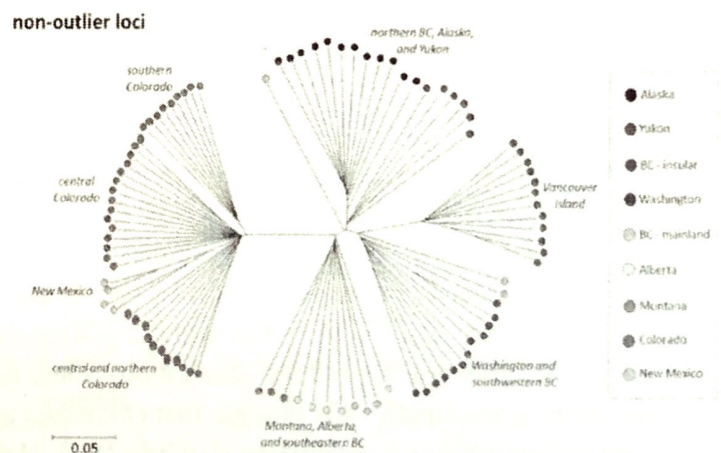 non-outlier loci
northern BC, Alaska,
and Yukon
southern
Colorado
central
Colorado
New Mexico
central and northern
Colorado
Vancouver
Island
Washington and
southwestern BC
Montana, Alberta,
and southeastern BC
0.05
Alaska
Yukon
BC - insular
Washington
BC - mainland
Alberta
Montana
Colorado
New Mexico